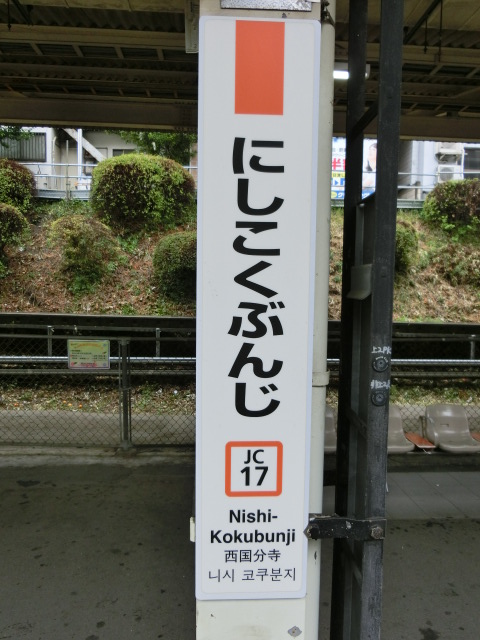 にしこくぶんじ
JC
17
Nishi-
Kokubunji
西国分寺
니시 코쿠분지